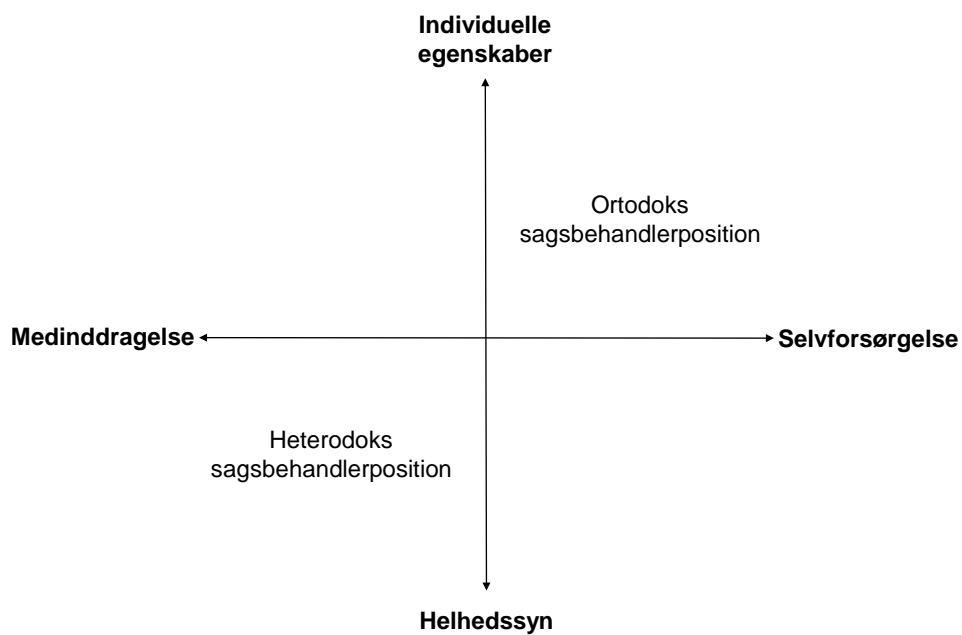 Individuelle
egenskaber
Ortodoks
sagsbehandlerposition
Medinddragelse
Selvforsørgelse
Heterodoks
sagsbehandlerposition
Helhedssyn